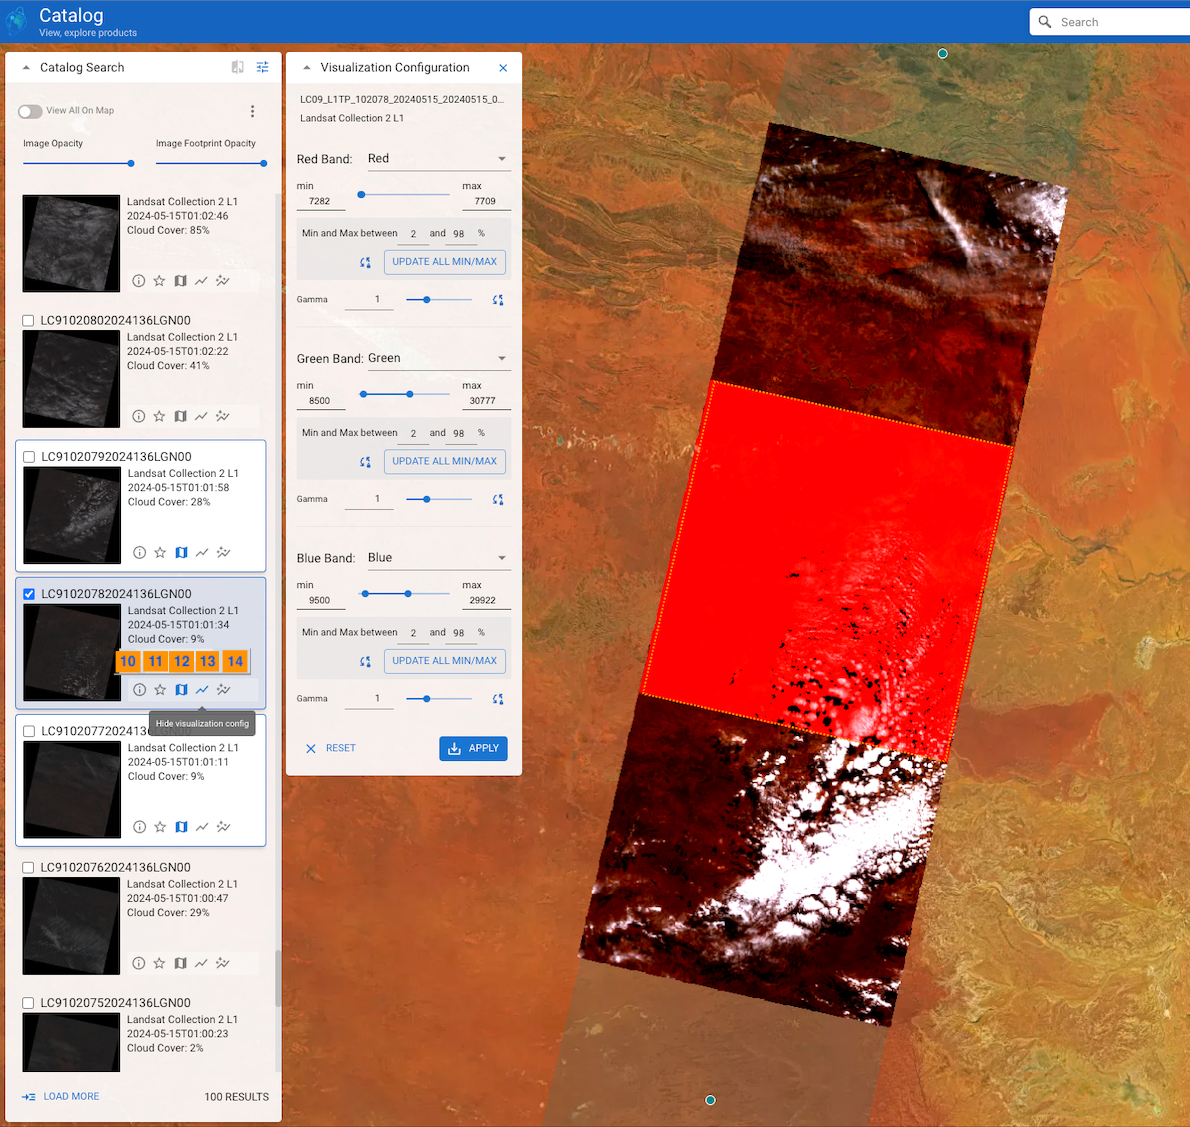 Catalog
View, explore products
Search
Catalog Search
View All On Map
Image Opacity
Image Footprint Opacity
Landsat Collection 2 L1
2024-05-15T01:02:46
Cloud Cover: 85%
LC91020802024136LGN00
Landsat Collection 2 L1
2024-05-15T01:02:22
Cloud Cover: 41%
LC91020792024136LGN00
Landsat Collection 2 L1
2024-05-15T01:01:58
Cloud Cover: 28%
LC91020782024136LGN00
Landsat Collection 2 L1
2024-05-15T01:01:34
Cloud Cover: 9%
10 11 12 13 14
Hide visualization config
Landsat Collection 2 L1
2024-05-15T01:01:11
Cloud Cover: 9%
LC91020762024136LGN00
Landsat Collection 2 L1
2024-05-15T01:00:47
Cloud Cover: 29%
LC91020752024136LGN00
Landsat Collection 2 L1
2024-05-15T01:00:23
Cloud Cover: 2%
LOAD MORE
100 RESULTS
Visualization Configuration
LC09_L1TP_102078_20240515_20240515_0...
Landsat Collection 2 L1
Red Band: Red
min max
7282 7709
Min and Max between 2 and 98 %
UPDATE ALL MIN/MAX
Gamma 1
Green Band: Green
min max
8500 30777
Min and Max between 2 and 98 %
UPDATE ALL MIN/MAX
Gamma 1
Blue Band: Blue
min max
9500 29922
Min and Max between 2 and 98 %
UPDATE ALL MIN/MAX
Gamma 1
RESET
APPLY